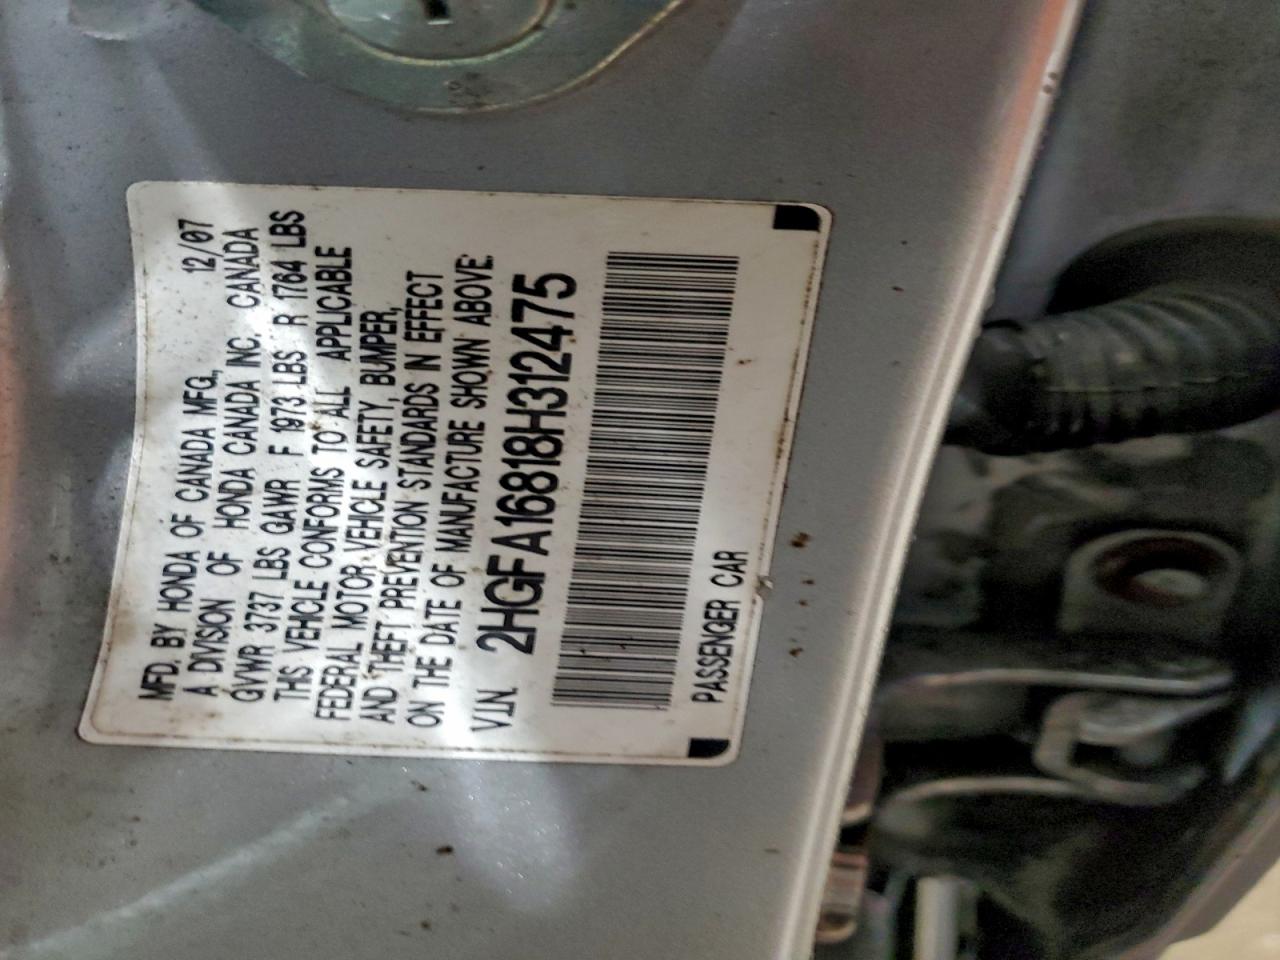 MFD. BY HONDA OF CANADA MFG., 12/07
A DIVISION OF HONDA CANADA INC. CANADA
GVWR 3737 LBS GAWR F 1973 LBS R 1764 LBS
THIS VEHICLE CONFORMS TO ALL APPLICABLE
FEDERAL MOTOR VEHICLE SAFETY, BUMPER,
AND THEFT PREVENTION STANDARDS IN EFFECT
ON THE DATE OF MANUFACTURE SHOWN ABOVE.
V.I.N. 2HGFA16818H312475
PASSENGER CAR